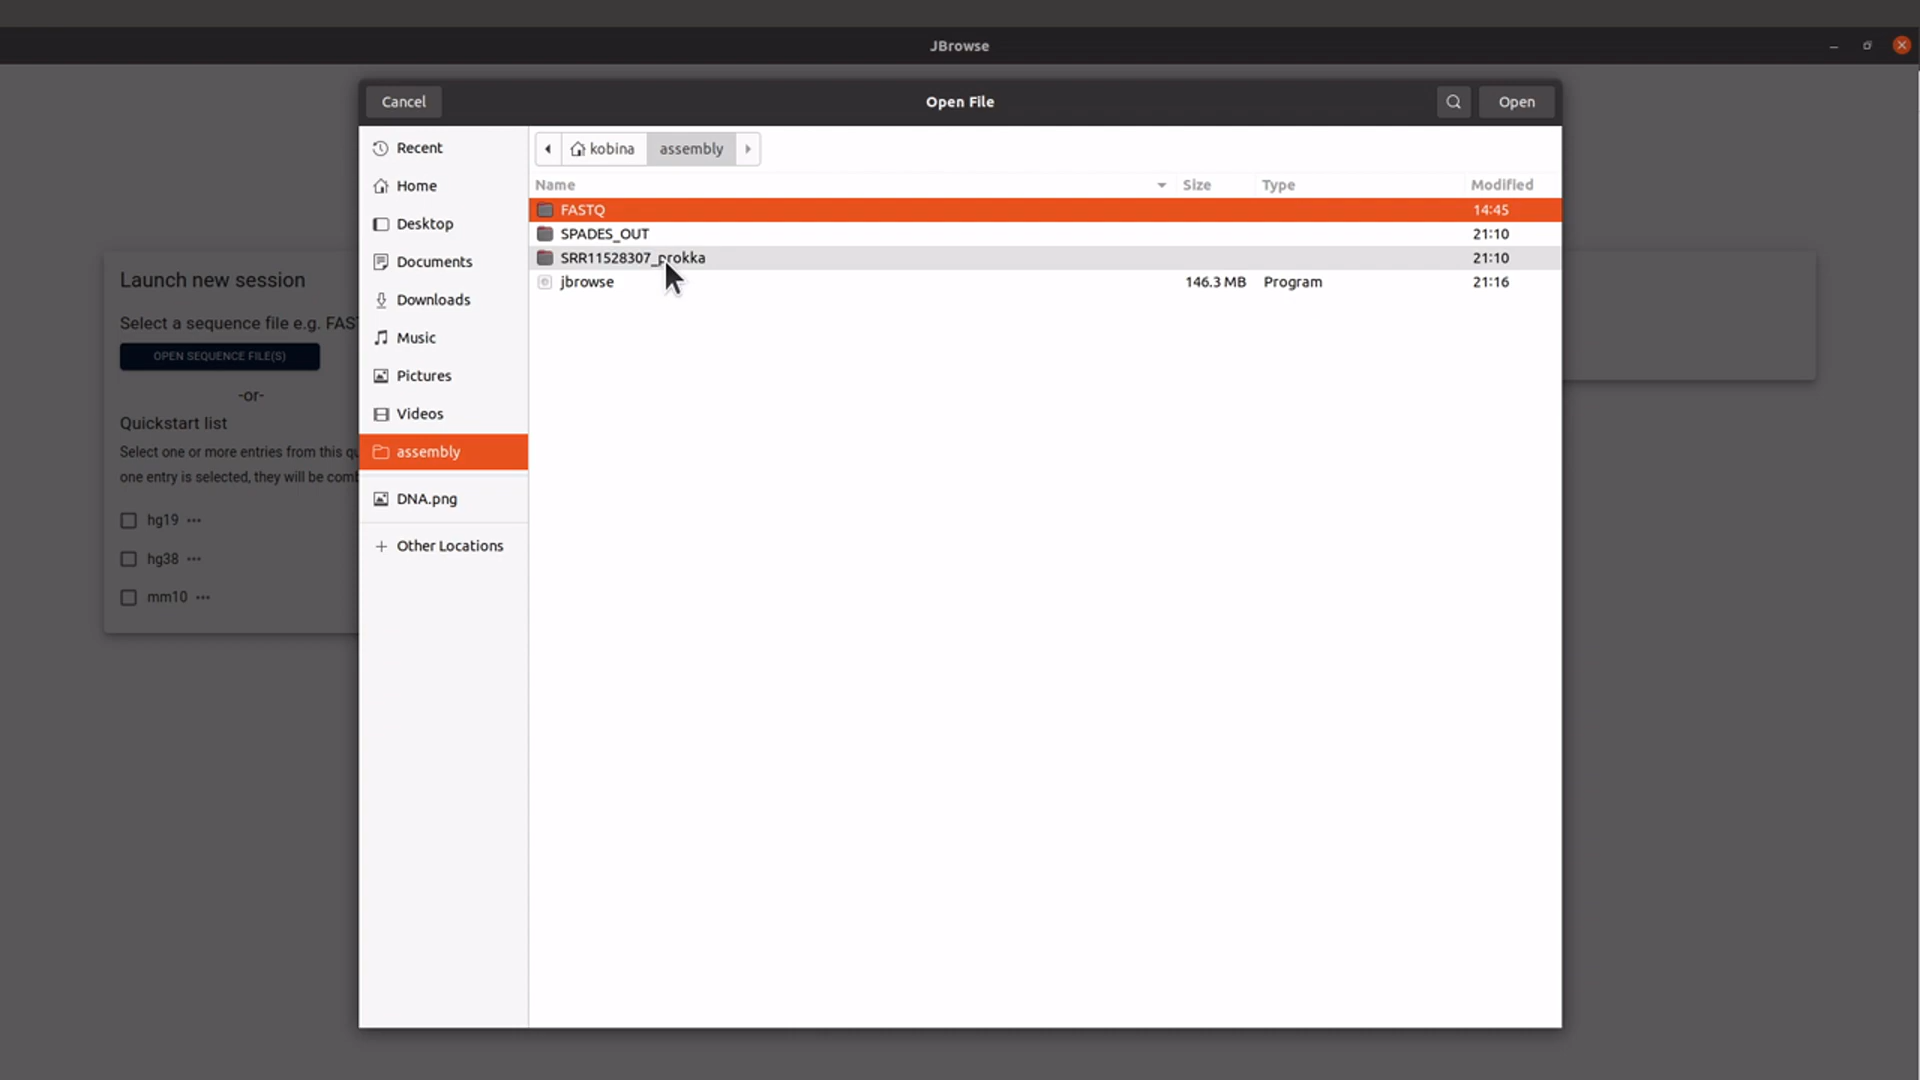 JBrowse
Cancel
Open File
Open
Recent
Home
Desktop
Documents
Downloads
Music
Pictures
Videos
assembly
DNA.png
Other Locations
kobina
assembly
Name
Size
Type
Modified
FASTQ
14:45
SPADES_OUT
21:10
SRR11528307_prokka
21:10
jbrowse
146.3 MB
Program
21:16
Launch new session
Select a sequence file e.g. FAS
OPEN SEQUENCE FILE(S)
-or-
Quickstart list
Select one or more entries from this qu
one entry is selected, they will be com
hg19
hg38
mm10